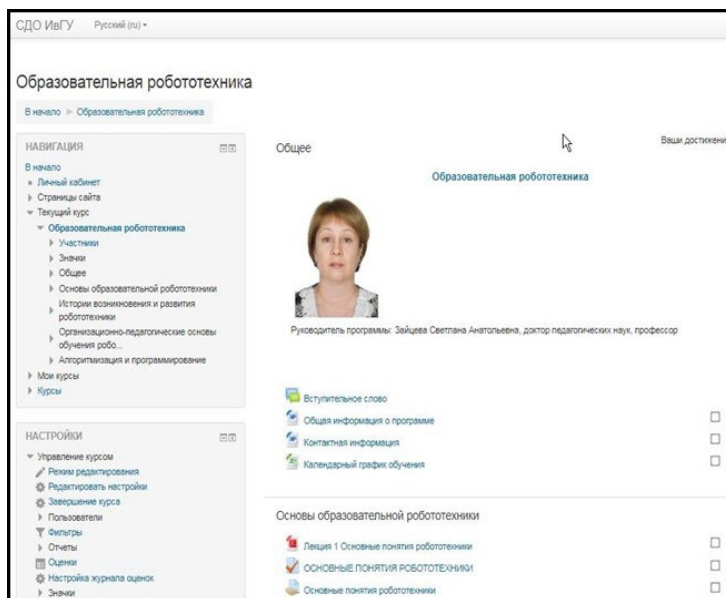 СДО ИвГУ Русский (ru)
Образовательная робототехника
В начало Образовательная робототехника
НАВИГАЦИЯ
В начало
Личный кабинет
Страницы сайта
Текущий курс
Образовательная робототехника
Участники
Значки
Общее
Основы образовательной робототехники
Истории возникновения и развития
робототехники
Организационно-педагогические основы
обучения робо...
Алгоритмизация и программирование
Мои курсы
Курсы
НАСТРОЙКИ
Управление курсом
Режим редактирования
Редактировать настройки
Завершение курса
Пользователи
Фильтры
Отчеты
Оценки
Настройка журнала оценок
Значки
Общее
Ваши достижени
Образовательная робототехника
Руководитель программы: Зайцева Светлана Анатольевна, доктор педагогических наук, профессор
Вступительное слово
Общая информация о программе
Контактная информация
Календарный график обучения
Основы образовательной робототехники
Лекция 1 Основные понятия робототехники
ОСНОВНЫЕ ПОНЯТИЯ РОБОТОТЕХНИКИ
Основные понятия робототехники